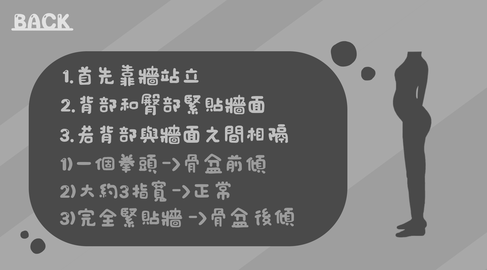 BACK
1.首先靠牆站立
2.背部和臀部緊貼牆面
3.若背部與牆面之間相隔
1)一個拳頭->骨盆前傾
2)大約3指寬->正常
3)完全緊貼牆->骨盆後傾